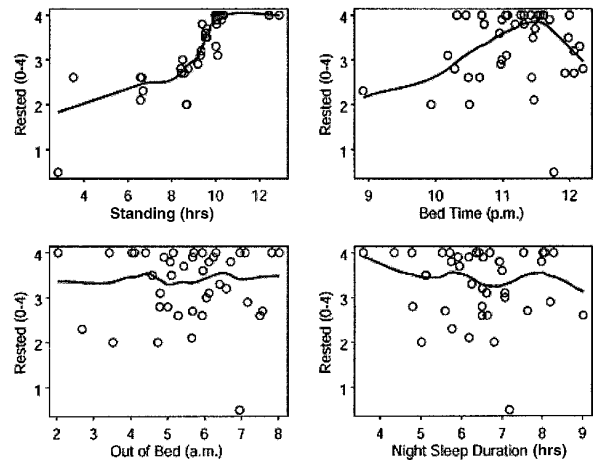 Rested (0-4)
4
3
2
1
4 6 8 10 12
Standing (hrs)
Rested (0-4)
4
3
2
1
9 10 11 12
Bed Time (p.m.)
Rested (0-4)
4
3
2
1
2 3 4 5 6 7 8
Out of Bed (a.m.)
Rested (0-4)
4
3
2
1
4 5 6 7 8 9
Night Sleep Duration (hrs)